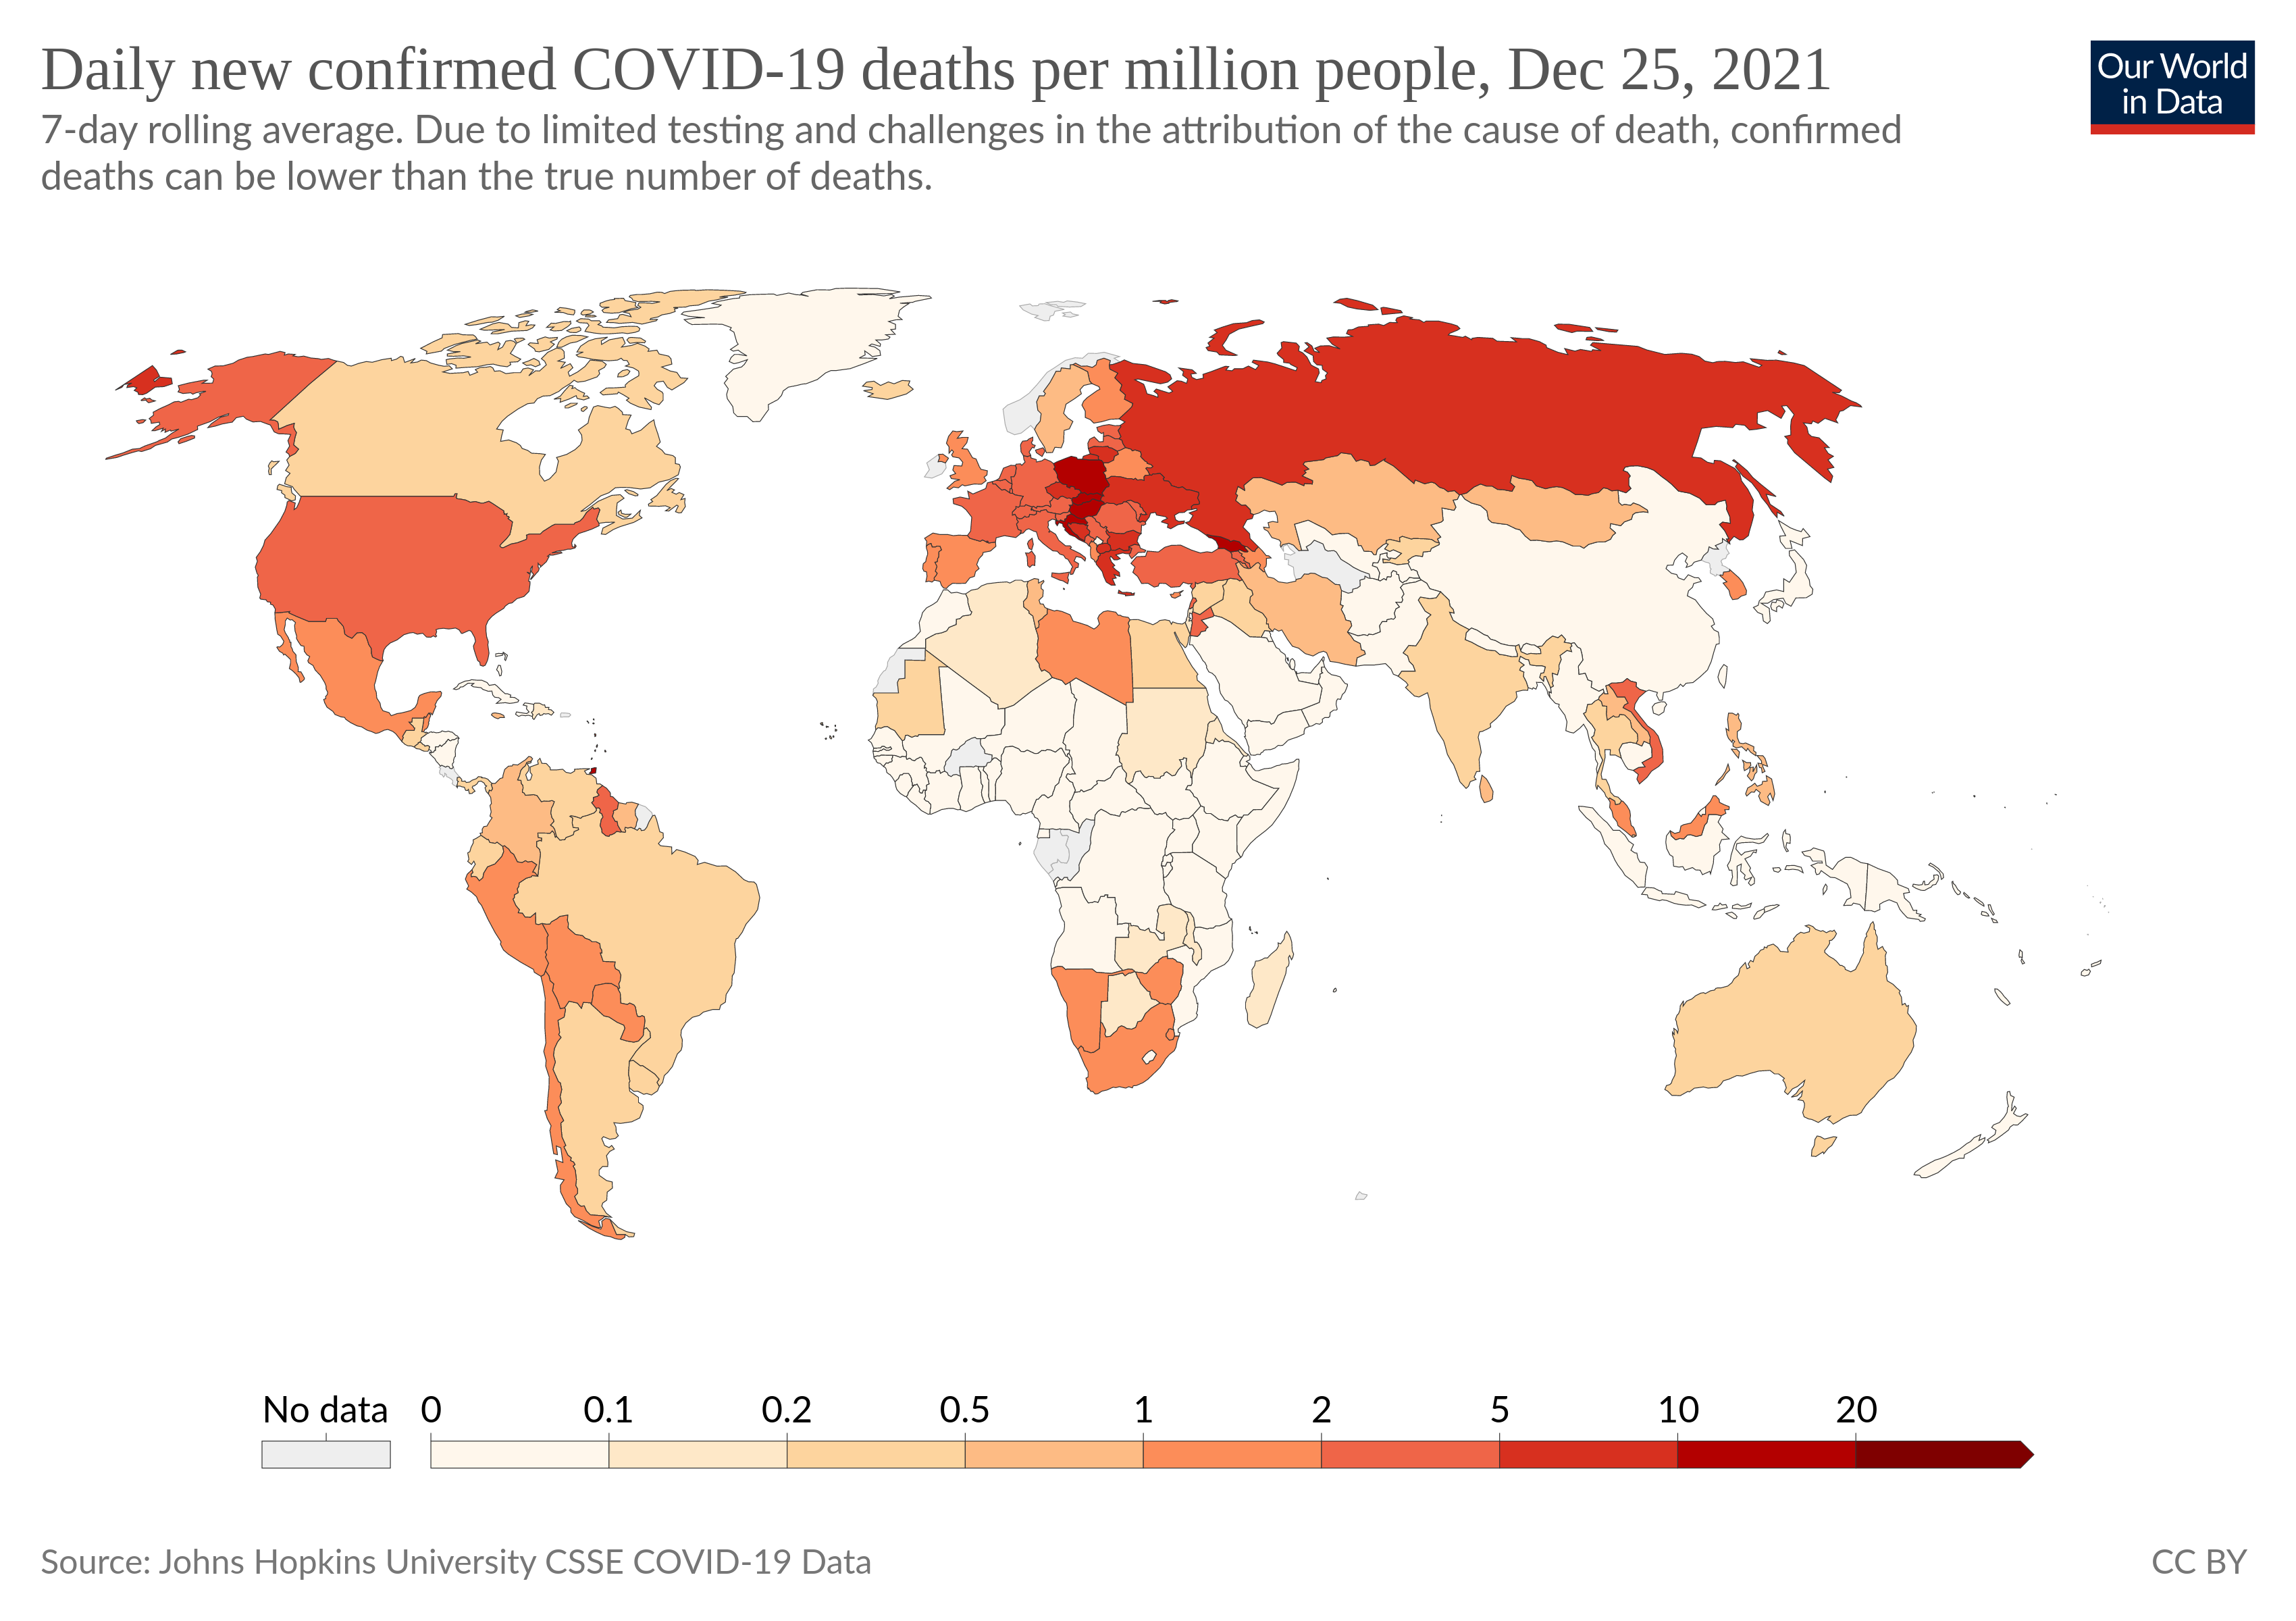 Daily new confirmed COVID-19 deaths per million people, Dec 25, 2021
Our World
in Data
7-day rolling average. Due to limited testing and challenges in the attribution of the cause of death, confirmed
deaths can be lower than the true number of deaths.
No data 0 0.1 0.2 0.5 1 2 5 10 20
Source: Johns Hopkins University CSSE COVID-19 Data
CC BY